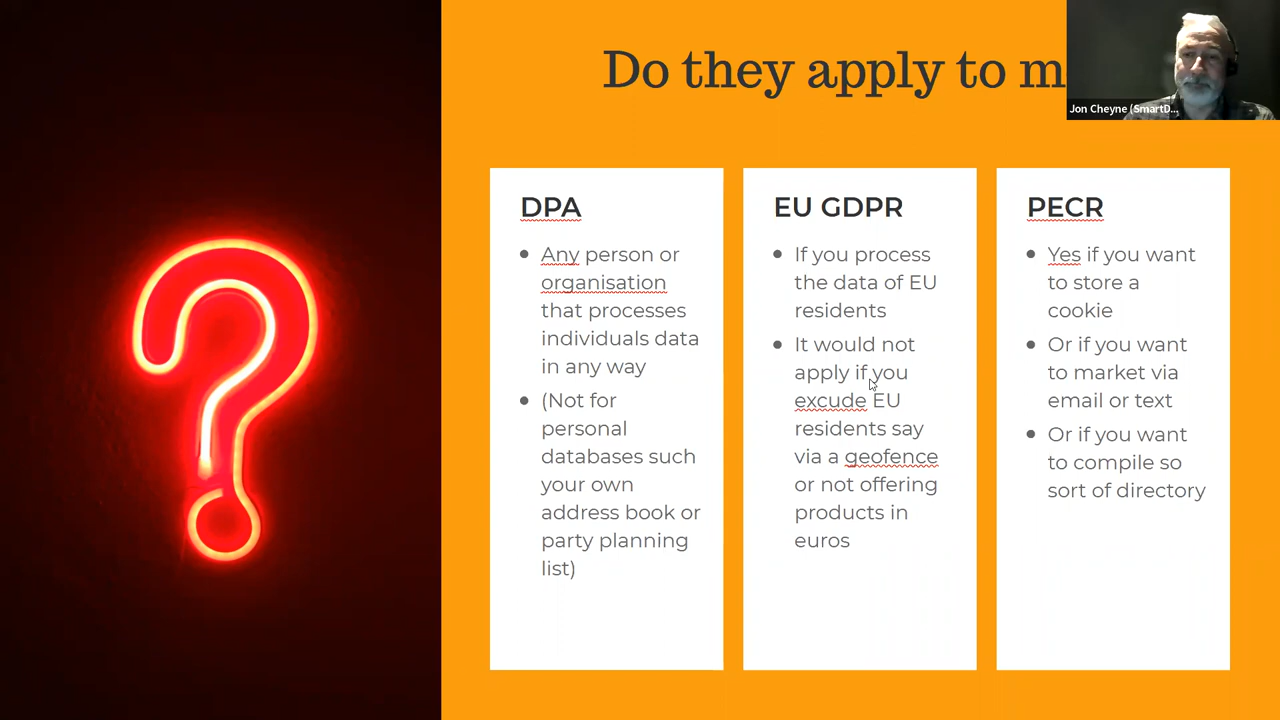 Do they apply to m
Jon Cheyne (SmartD...
DPA
Any person or
organisation
that processes
individuals data
in any way
(Not for
personal
databases such
your own
address book or
party planning
list)
EU GDPR
If you process
the data of EU
residents
It would not
apply if you
excude EU
residents say
via a geofence
or not offering
products in
euros
PECR
Yes if you want
to store a
cookie
Or if you want
to market via
email or text
Or if you want
to compile so
sort of directory